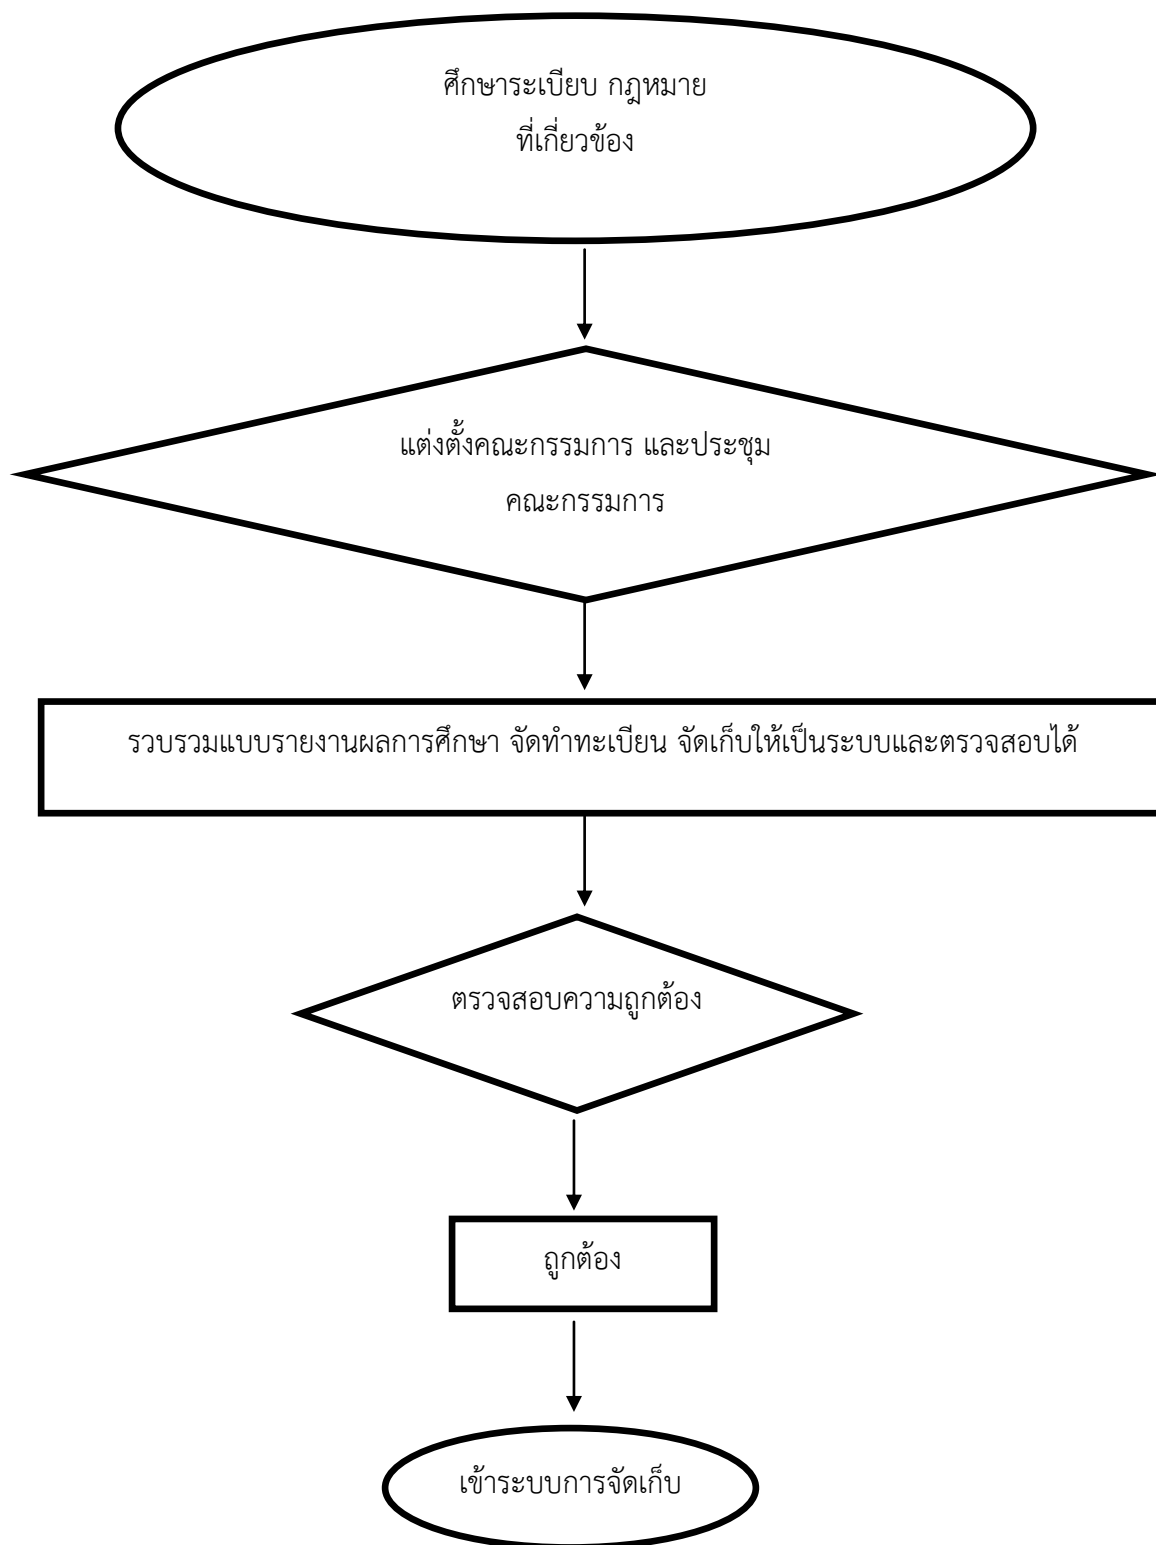 ศึกษาระเบียบ กฎหมาย
ที่เกี่ยวข้อง
แต่งตั้งคณะกรรมการ และประชุม
คณะกรรมการ
รวบรวมแบบรายงานผลการศึกษา จัดทำทะเบียน จัดเก็บให้เป็นระบบและตรวจสอบได้
ตรวจสอบความถูกต้อง
ถูกต้อง
เข้าระบบการจัดเก็บ